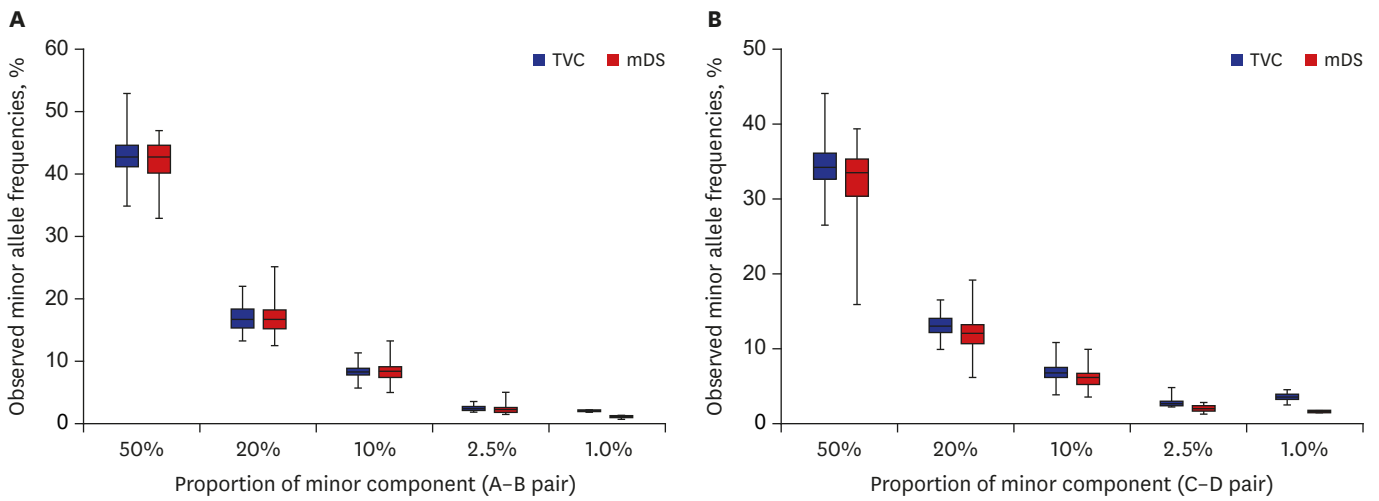 A
Observed minor allele frequencies, %
60
50
40
30
20
10
0
TVC mDS
50% 20% 10% 2.5% 1.0%
Proportion of minor component (A–B pair)
B
Observed minor allele frequencies, %
50
40
30
20
10
0
TVC mDS
50% 20% 10% 2.5% 1.0%
Proportion of minor component (C–D pair)